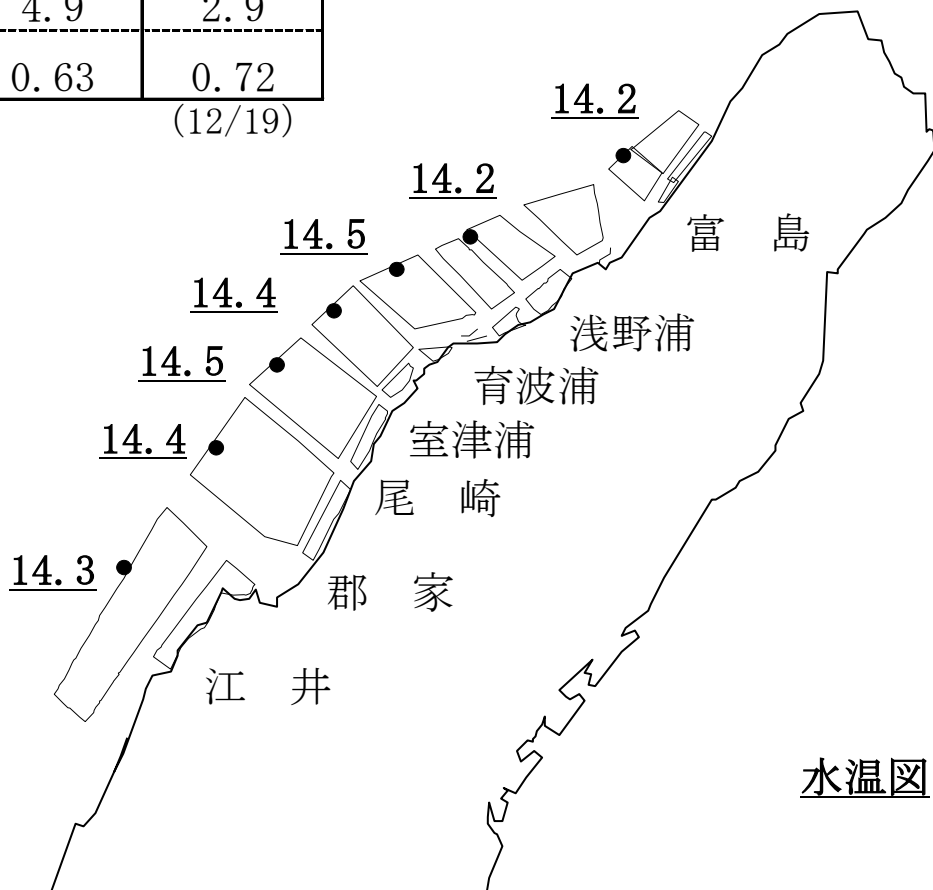 4.9 2.9
0.63 0.72
(12/19)
14.2
14.2
富 島
14.5
14.4
浅野浦
14.5
育波浦
14.4
室津浦
尾 崎
14.3
郡 家
江 井
水温図